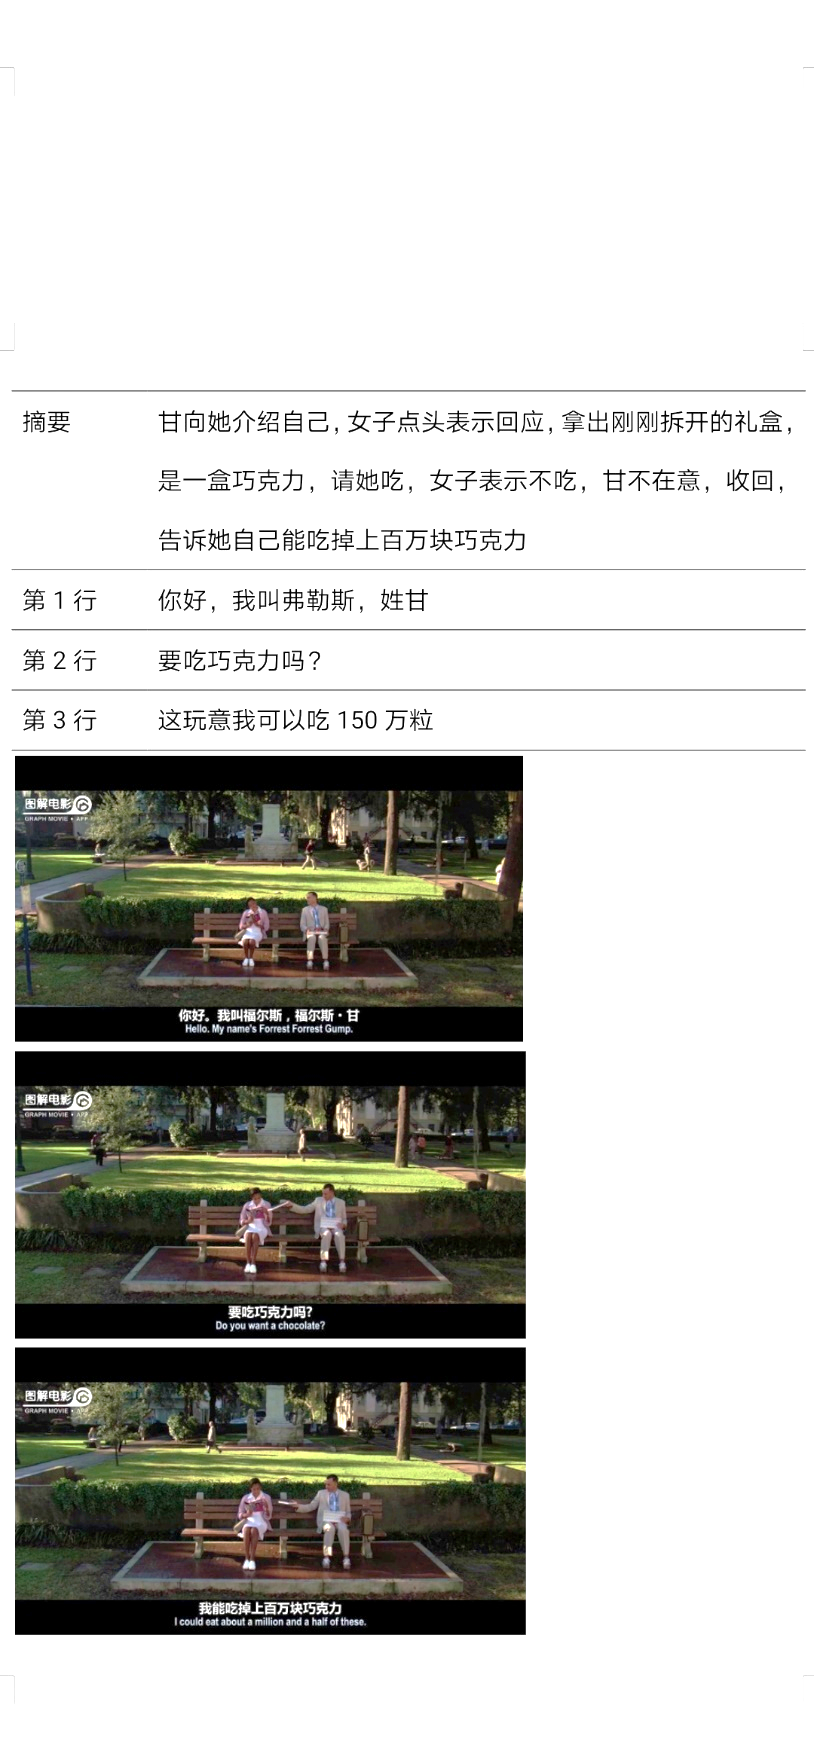 摘要
甘向她介绍自己，女子点头表示回应，拿出刚刚拆开的礼盒，
是一盒巧克力，请她吃，女子表示不吃，甘不在意，收回，
告诉她自己能吃掉上百万块巧克力
第 1 行 你好，我叫弗勒斯，姓甘
第 2 行 要吃巧克力吗？
第 3 行 这玩意我可以吃 150 万粒
图解电影
GRAPH MOVIE • APP
你好。我叫福尔斯，福尔斯·甘
Hello. My name's Forrest Forrest Gump.
图解电影
GRAPH MOVIE • APP
要吃巧克力吗?
Do you want a chocolate?
图解电影
GRAPH MOVIE • APP
我能吃掉上百万块巧克力
I could eat about a million and a half of these.